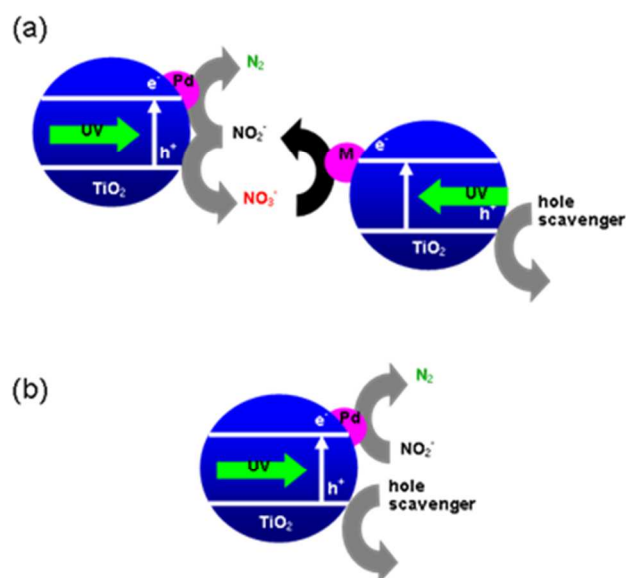 (a)
e⁻ Pd
N₂
UV
h⁺
NO₂⁻
TiO₂
NO₃⁻
M
e⁻
UV
h⁺
hole
scavenger
TiO₂
(b)
N₂
e⁻ Pd
NO₂⁻
UV
h⁺
hole
scavenger
TiO₂